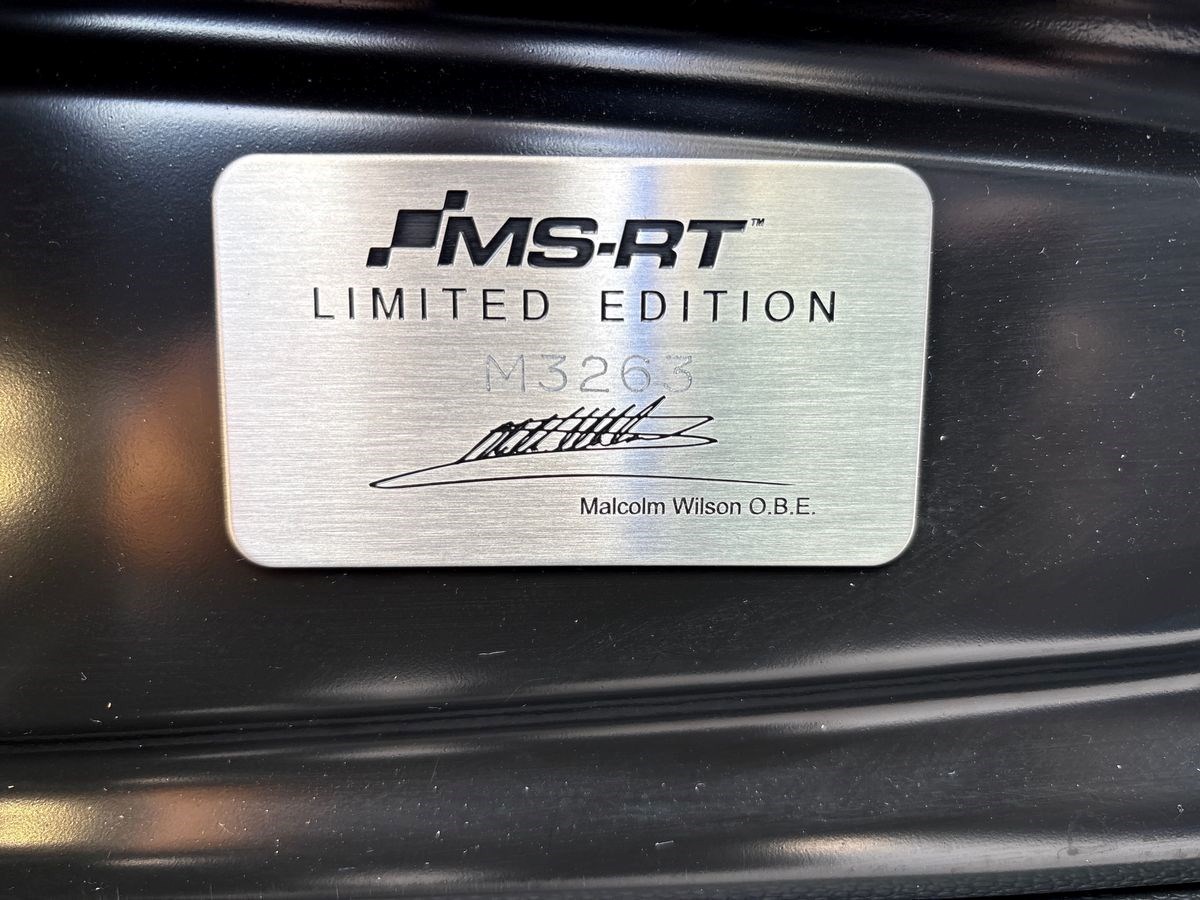 MS-RT™
LIMITED EDITION
M3263
Malcolm Wilson O.B.E.